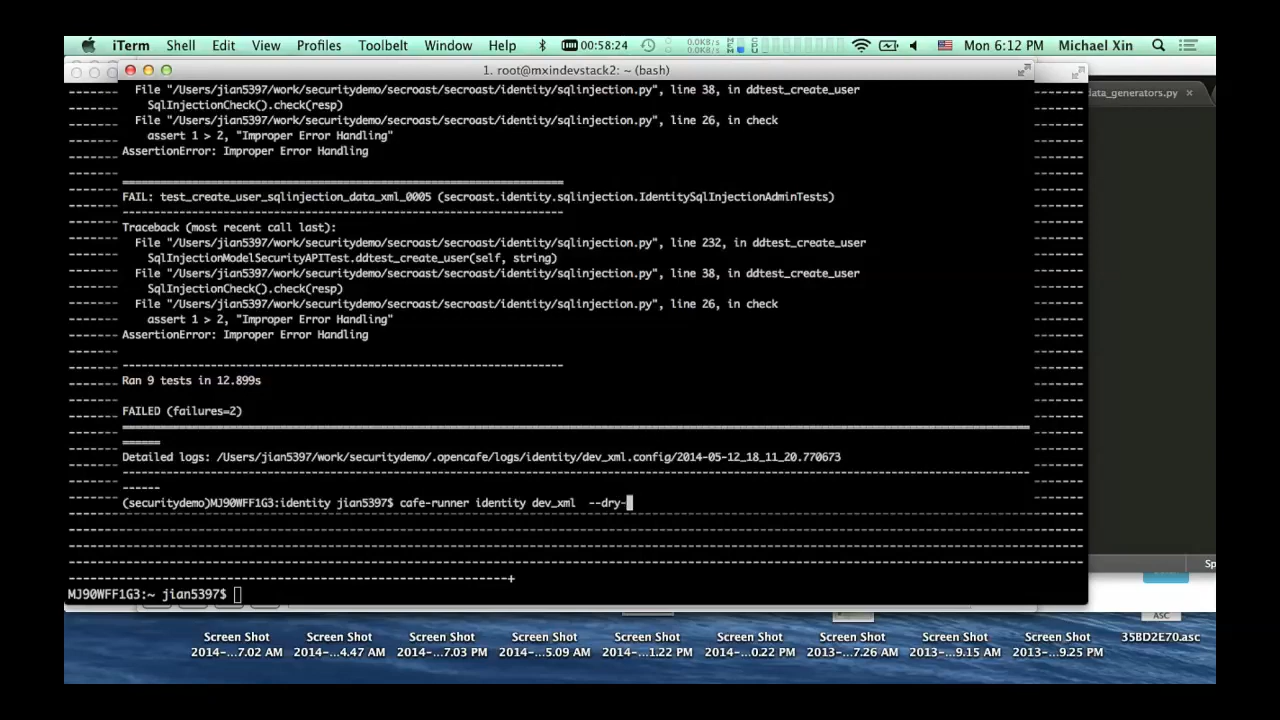 iTerm Shell Edit View Profiles Toolbelt Window Help 00:58:24 0.0KB/s 0.0KB/s Mon 6:12 PM Michael Xin
1. root@mxindevstack2: ~ (bash)
data_generators.py
File "/Users/jian5397/work/securitydemo/secroast/secroast/identity/sqlinjection.py", line 38, in ddtest_create_user
SqlInjectionCheck().check(resp)
File "/Users/jian5397/work/securitydemo/secroast/secroast/identity/sqlinjection.py", line 26, in check
assert 1 > 2, "Improper Error Handling"
AssertionError: Improper Error Handling
======================================================================
FAIL: test_create_user_sqlinjection_data_xml_0005 (secroast.identity.sqlinjection.IdentitySqlInjectionAdminTests)
----------------------------------------------------------------------
Traceback (most recent call last):
File "/Users/jian5397/work/securitydemo/secroast/secroast/identity/sqlinjection.py", line 232, in ddtest_create_user
SqlInjectionModelSecurityAPITest.ddtest_create_user(self, string)
File "/Users/jian5397/work/securitydemo/secroast/secroast/identity/sqlinjection.py", line 38, in ddtest_create_user
SqlInjectionCheck().check(resp)
File "/Users/jian5397/work/securitydemo/secroast/secroast/identity/sqlinjection.py", line 26, in check
assert 1 > 2, "Improper Error Handling"
AssertionError: Improper Error Handling
----------------------------------------------------------------------
Ran 9 tests in 12.899s
FAILED (failures=2)
Detailed logs: /Users/jian5397/work/securitydemo/.opencafe/logs/identity/dev_xml.config/2014-05-12_18_11_20.770673
(securitydemo)MJ90WFF1G3:identity jian5397$ cafe-runner identity dev_xml  --dry-
MJ90WFF1G3:~ jian5397$
Sp
ASC
Screen Shot Screen Shot Screen Shot Screen Shot Screen Shot Screen Shot Screen Shot Screen Shot Screen Shot 35BD2E70.asc
2014-...7.02 AM 2014-...4.47 AM 2014-...7.03 PM 2014-...5.09 AM 2014-...1.22 PM 2014-...0.22 PM 2013-...7.26 AM 2013-...9.15 AM 2013-...9.25 PM